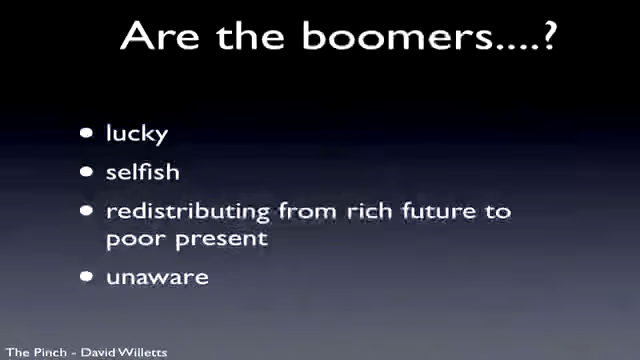 Are the boomers....?
• lucky
• selfish
• redistributing from rich future to
poor present
• unaware
The Pinch - David Willetts